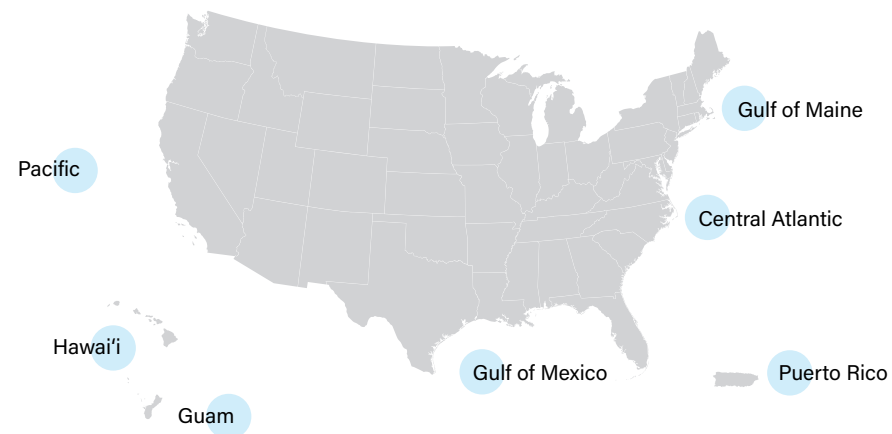 Gulf of Maine
Pacific
Central Atlantic
Hawaiʻi
Gulf of Mexico
Puerto Rico
Guam